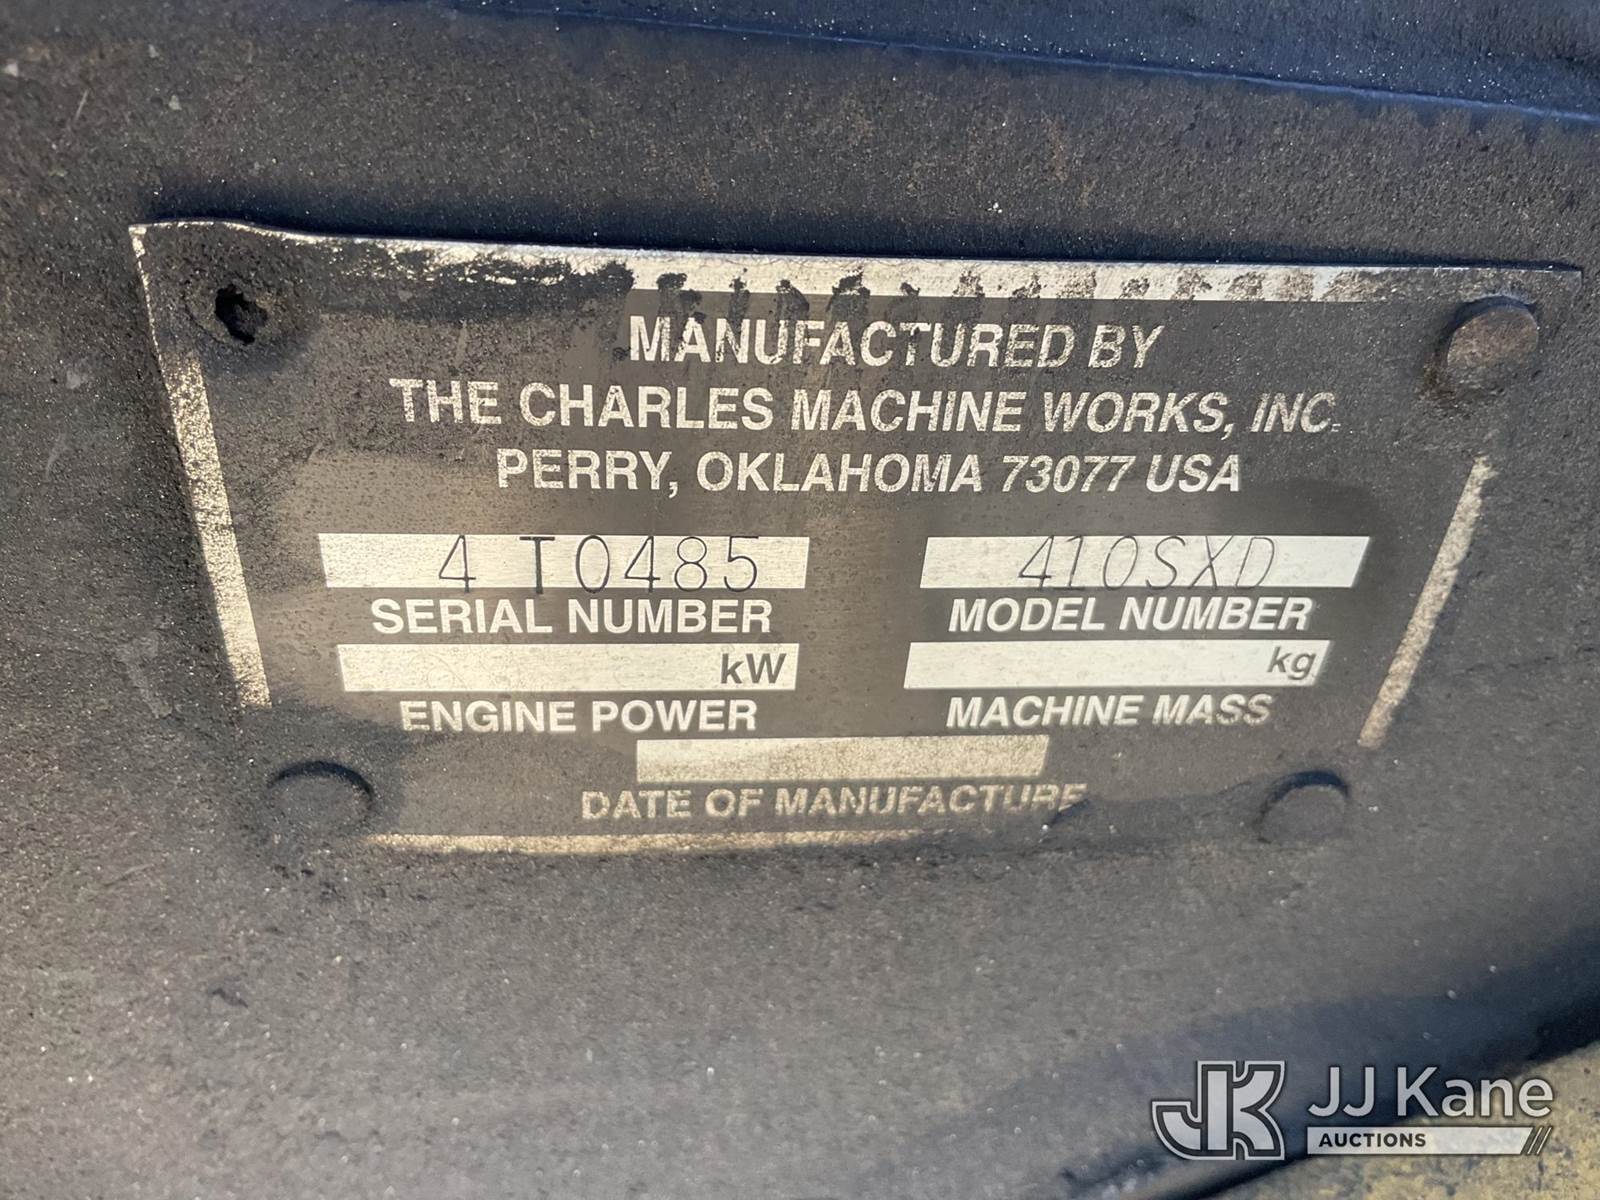 MANUFACTURED BY
THE CHARLES MACHINE WORKS, INC.
PERRY, OKLAHOMA 73077 USA
4 T0485 410SXD
SERIAL NUMBER MODEL NUMBER
kW kg
ENGINE POWER MACHINE MASS
DATE OF MANUFACTURE
JK JJ Kane
AUCTIONS